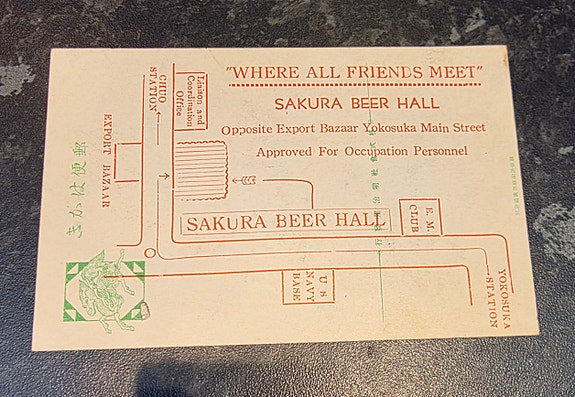 "WHERE ALL FRIENDS MEET"
SAKURA BEER HALL
Opposite Export Bazaar Yokosuka Main Street
Approved For Occupation Personnel
Liaison and
Coordination
Office
CHUO
STATION
EXPORT BAZAAR
SAKURA BEER HALL
E. M.
CLUB
U S
NAVY
BASE
YOKOSUKA
STATION
きかは便郵